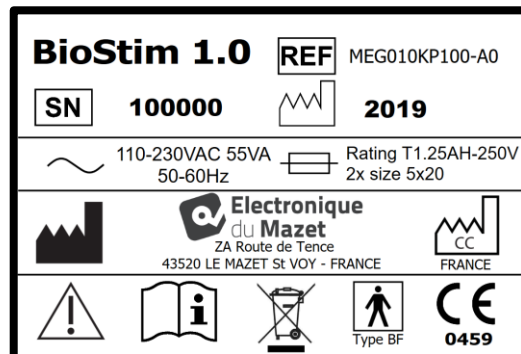 BioStim 1.0 REF MEG010KP100-A0
SN 100000 2019
110-230VAC 55VA Rating T1.25AH-250V
50-60Hz 2x size 5x20
Electronique
du Mazet
ZA Route de Tence CC
43520 LE MAZET St VOY - FRANCE FRANCE
i Type BF CE 0459